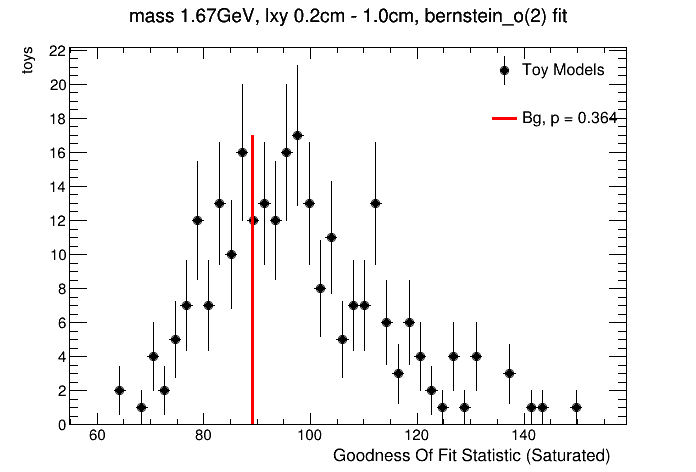 mass 1.67GeV, lxy 0.2cm - 1.0cm, bernstein_o(2) fit
toys
22
20
18
16
14
12
10
8
6
4
2
0
Toy Models
Bg, p = 0.364
60 80 100 120 140
Goodness Of Fit Statistic (Saturated)